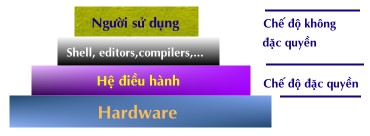 Người sử dụng
Chế độ không
đặc quyền
Shell, editors,compilers,...
Hệ điều hành
Chế độ đặc quyền
Hardware